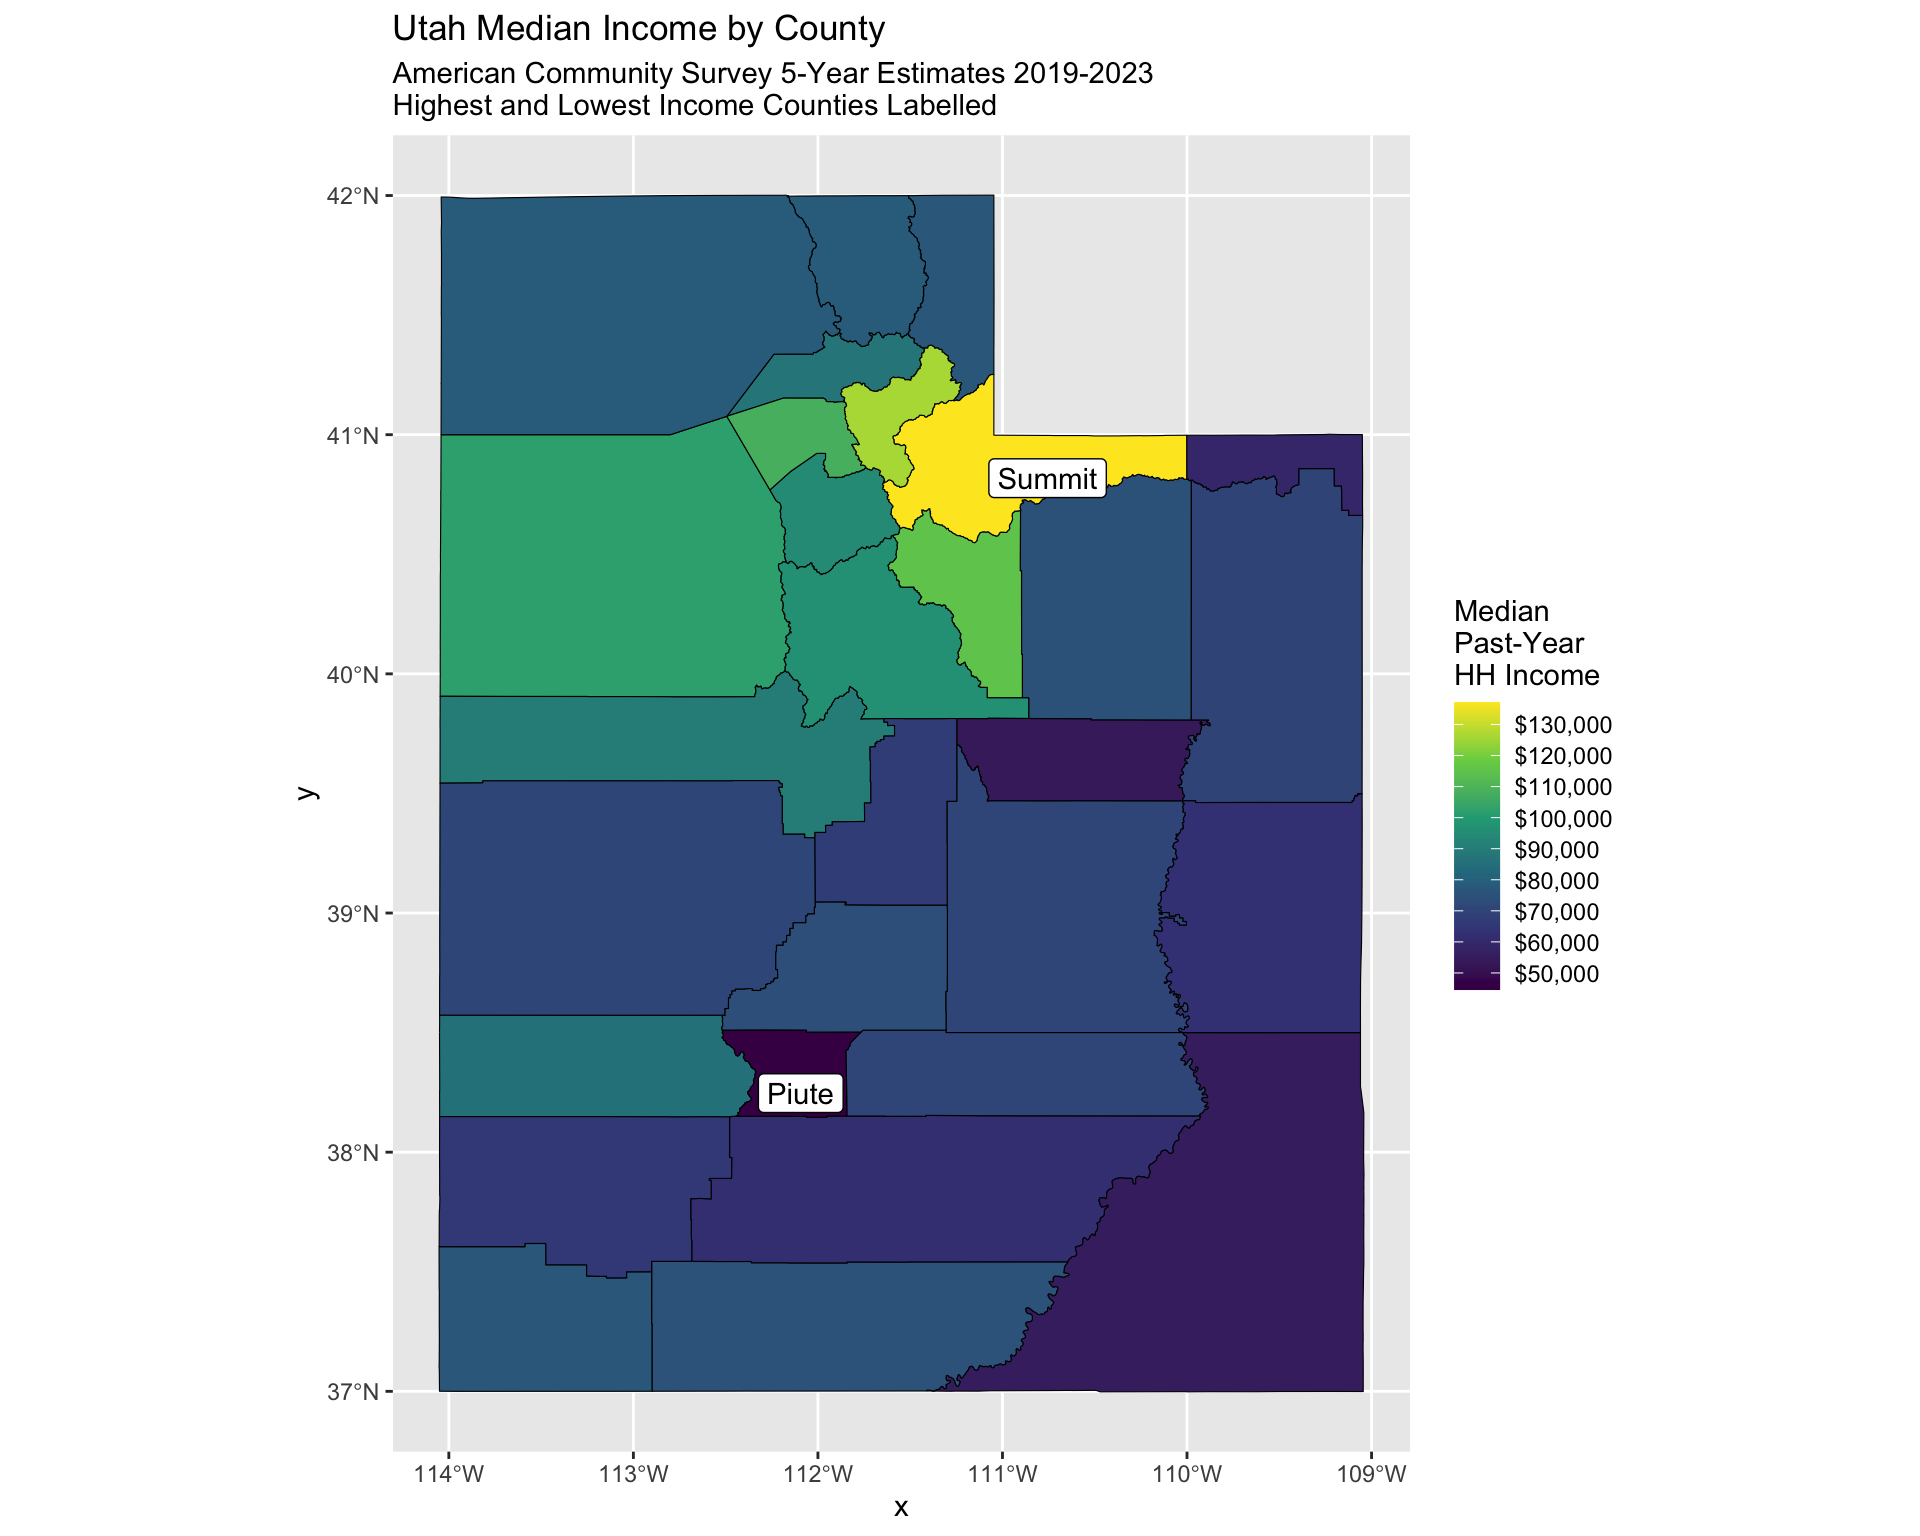 Utah Median Income by County
American Community Survey 5-Year Estimates 2019-2023
Highest and Lowest Income Counties Labelled
42°N
41°N
40°N
39°N
38°N
37°N
y
Summit
Piute
114°W
113°W
112°W
111°W
110°W
109°W
x
Median
Past-Year
HH Income
$130,000
$120,000
$110,000
$100,000
$90,000
$80,000
$70,000
$60,000
$50,000